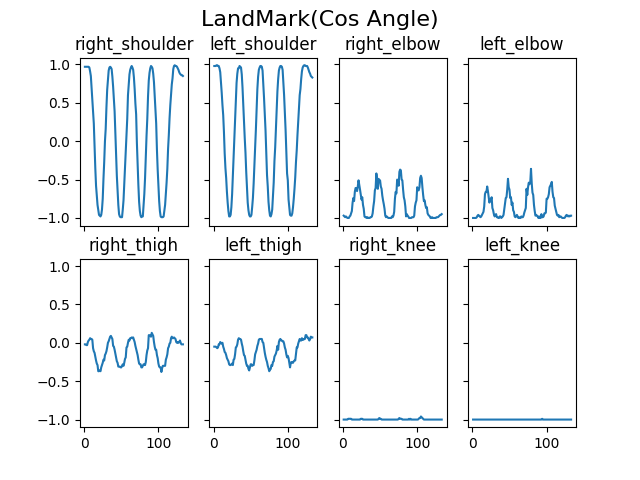 LandMark(Cos Angle)
right_shoulder left_shoulder right_elbow left_elbow
1.0
0.5
0.0
−0.5
−1.0
right_thigh left_thigh right_knee left_knee
1.0
0.5
0.0
−0.5
−1.0
0 100 0 100 0 100 0 100